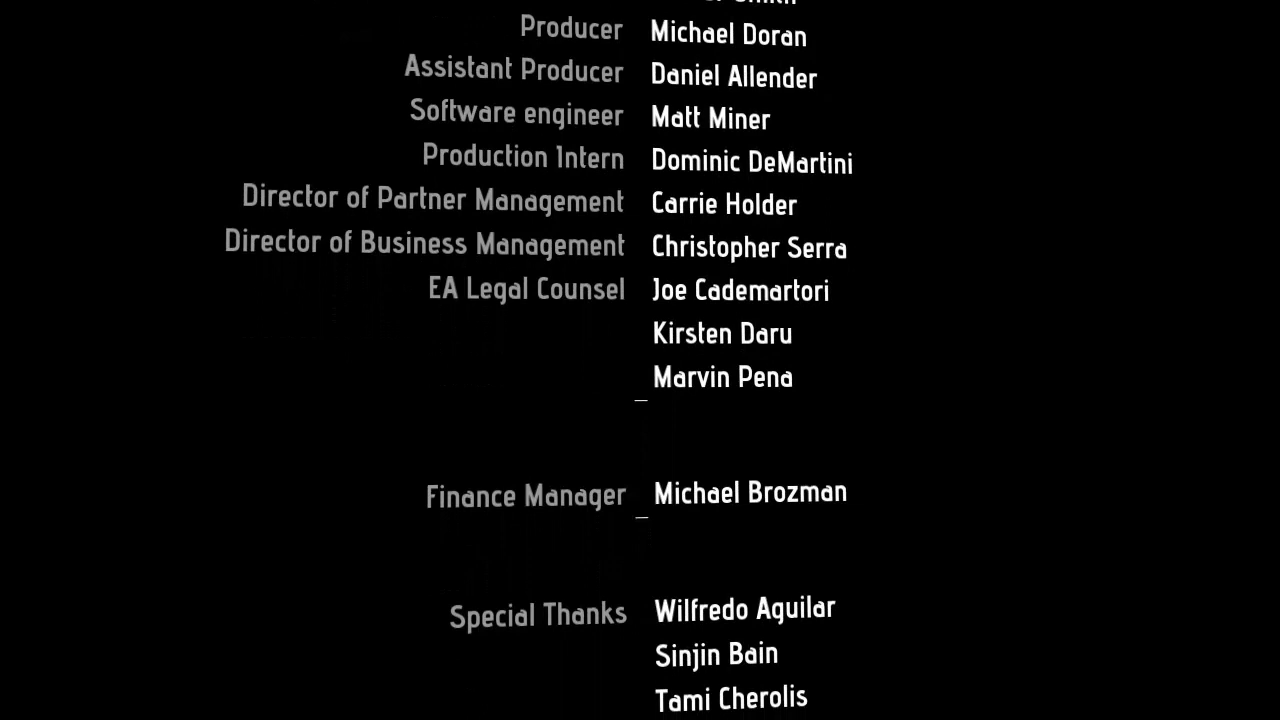 Producer Michael Doran
Assistant Producer Daniel Allender
Software engineer Matt Miner
Production Intern Dominic DeMartini
Director of Partner Management Carrie Holder
Director of Business Management Christopher Serra
EA Legal Counsel Joe Cademartori
Kirsten Daru
Marvin Pena
_
Finance Manager Michael Brozman
_
Special Thanks Wilfredo Aguilar
Sinjin Bain
Tami Cherolis